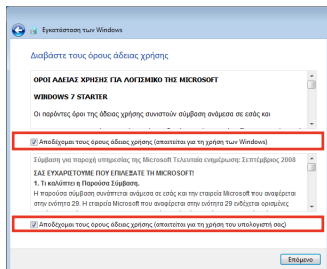 Εγκατάσταση των Windows
Διαβάστε τους όρους άδειας χρήσης
ΟΡΟΙ ΑΔΕΙΑΣ ΧΡΗΣΗΣ ΓΙΑ ΛΟΓΙΣΜΙΚΟ ΤΗΣ MICROSOFT
WINDOWS 7 STARTER
Οι παρόντες όροι της άδειας χρήσης συνιστούν σύμβαση ανάμεσα σε εσάς και
Αποδέχομαι τους όρους άδειας χρήσης (απαιτείται για τη χρήση των Windows)
Σύμβαση για παροχή υπηρεσίας της Microsoft Τελευταία ενημέρωση: Σεπτέμβριος 2008
ΣΑΣ ΕΥΧΑΡΙΣΤΟΥΜΕ ΠΟΥ ΕΠΙΛΕΞΑΤΕ ΤΗ MICROSOFT!
1. Τι καλύπτει η Παρούσα Σύμβαση.
Η παρούσα σύμβαση συνάπτεται ανάμεσα σε εσάς και την εταιρεία Microsoft που αναφέρεται
στην ενότητα 29. Η εταιρεία Microsoft που αναφέρεται στην ενότητα 29 ενδέχεται ορισμένες
Αποδέχομαι τους όρους άδειας χρήσης (απαιτείται για τη χρήση του υπολογιστή σας)
Επόμενο